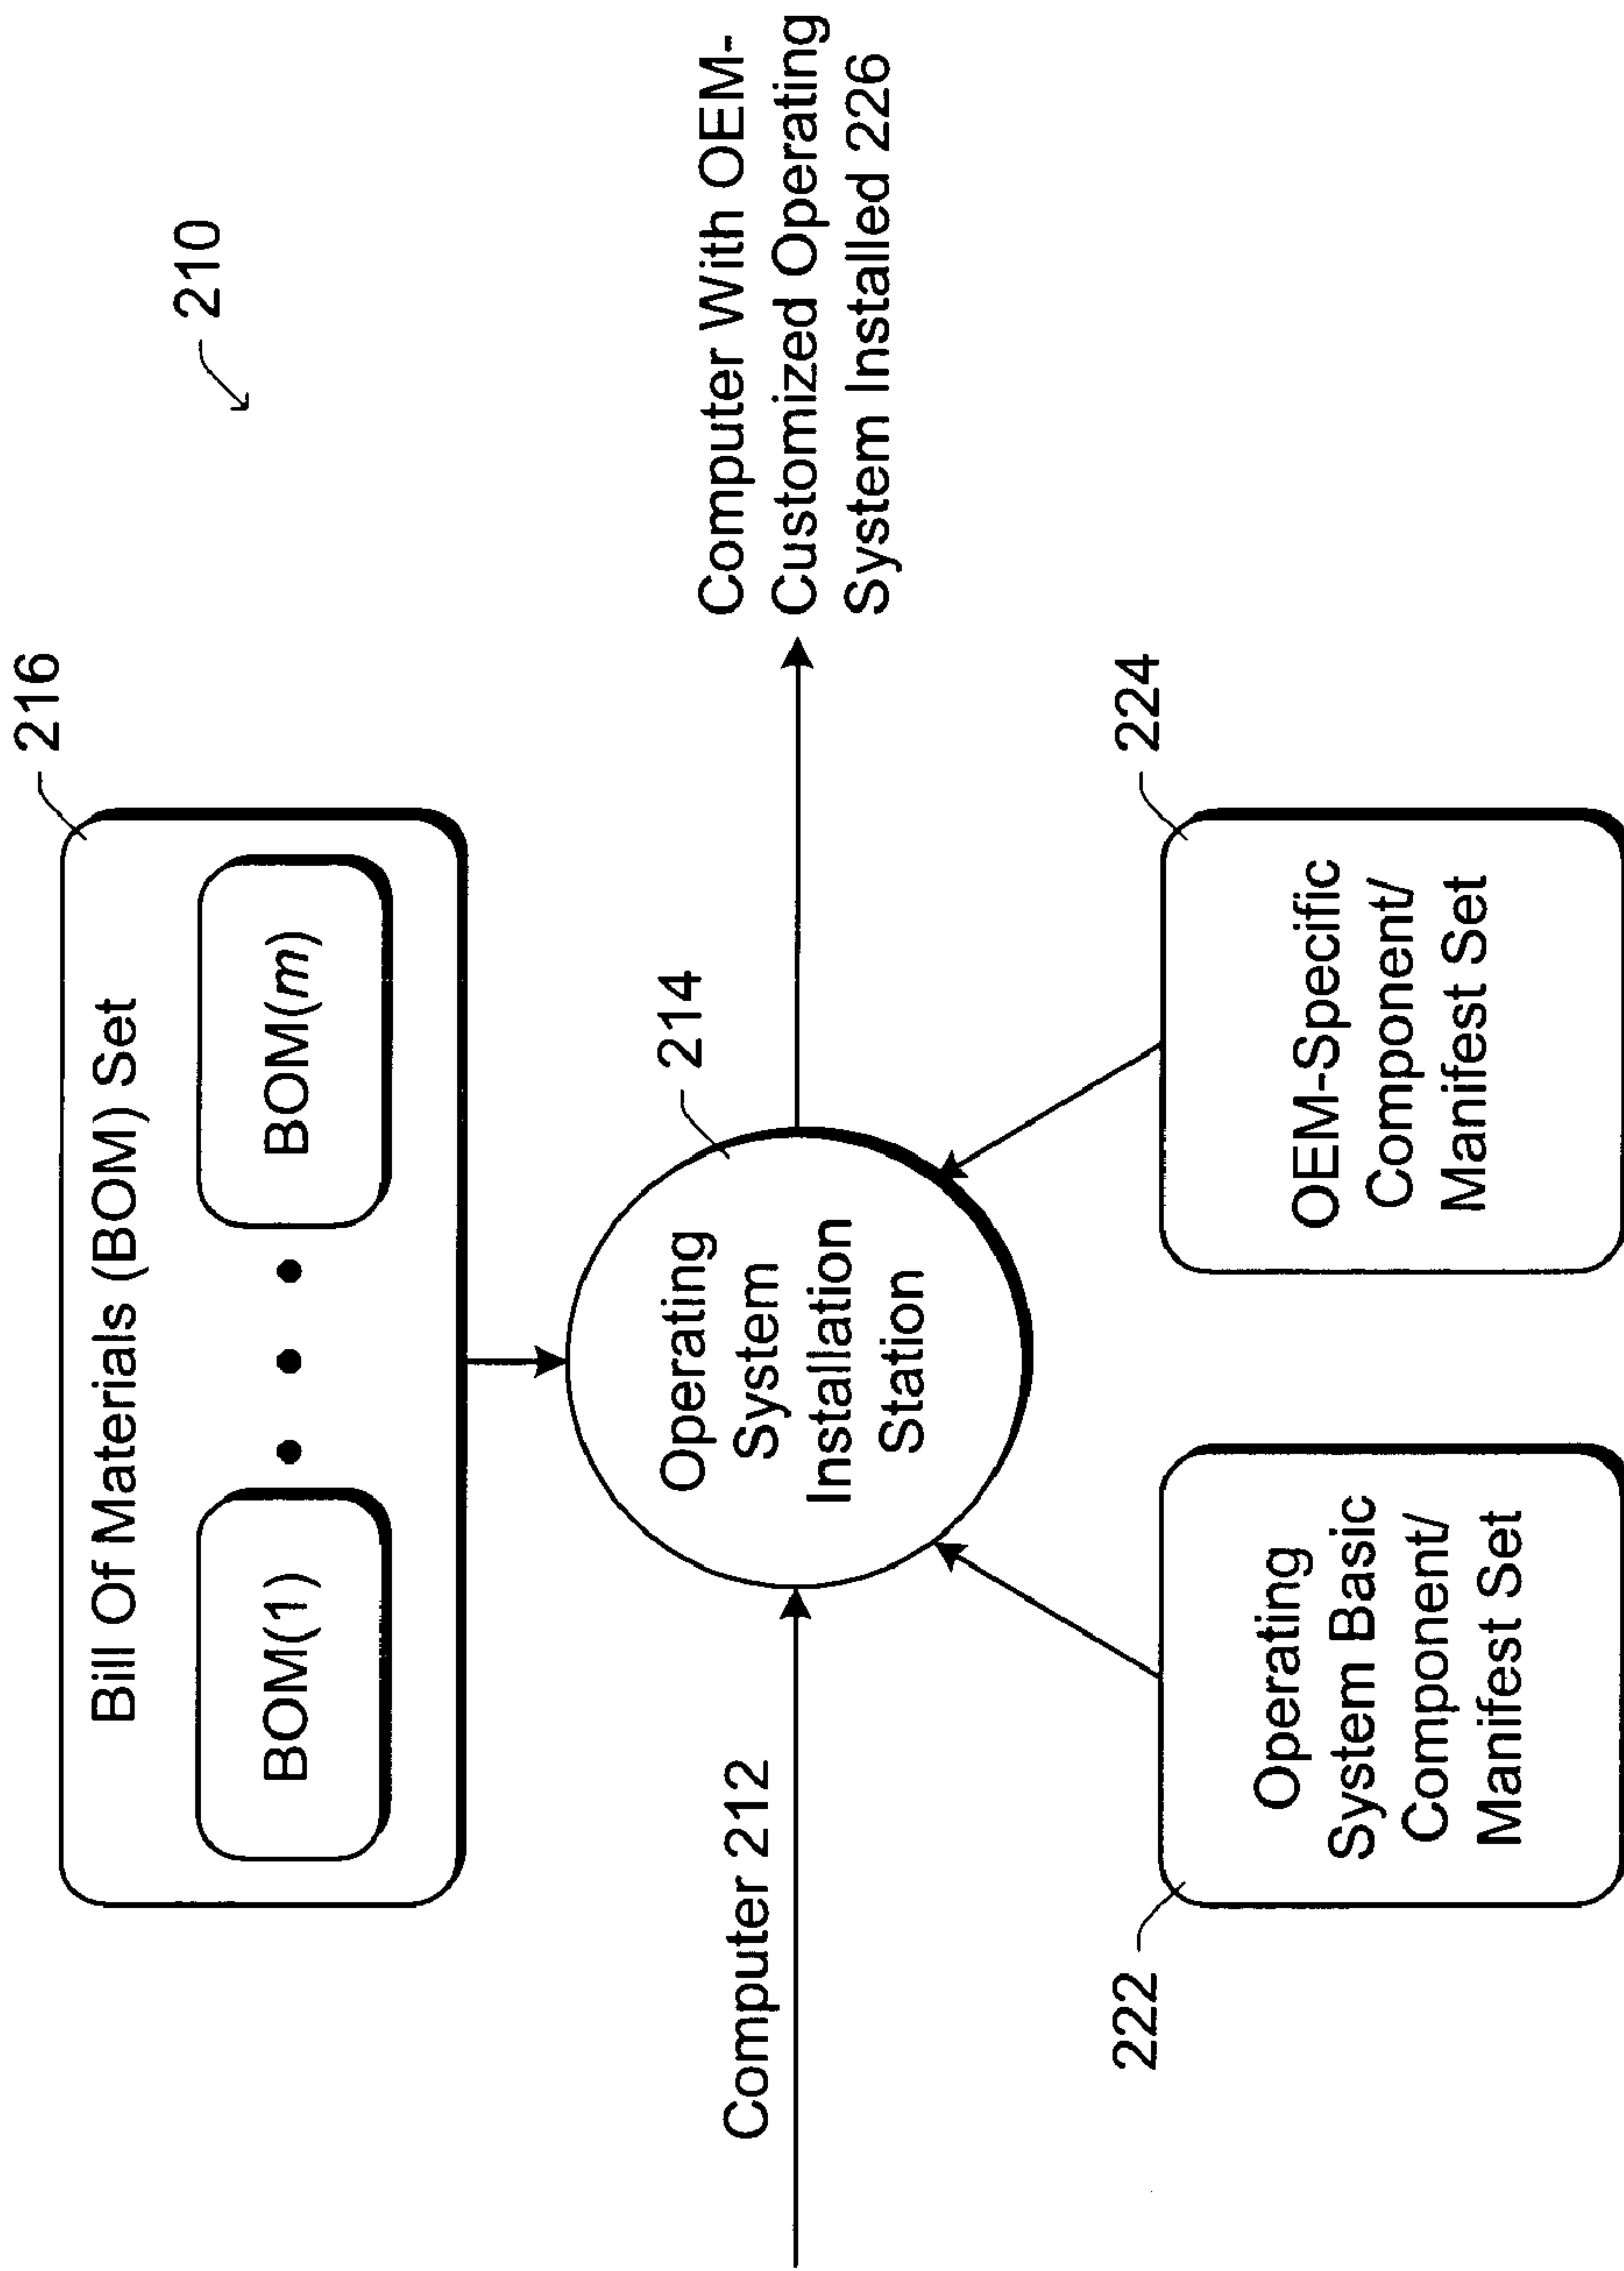 210
216
Bill Of Materials (BOM) Set
BOM(1)
BOM(m)
214
Operating
System
Installation
Station
Computer 212
Computer With OEM-
Customized Operating
System Installed 226
222
Operating
System Basic
Component/
Manifest Set
224
OEM-Specific
Component/
Manifest Set